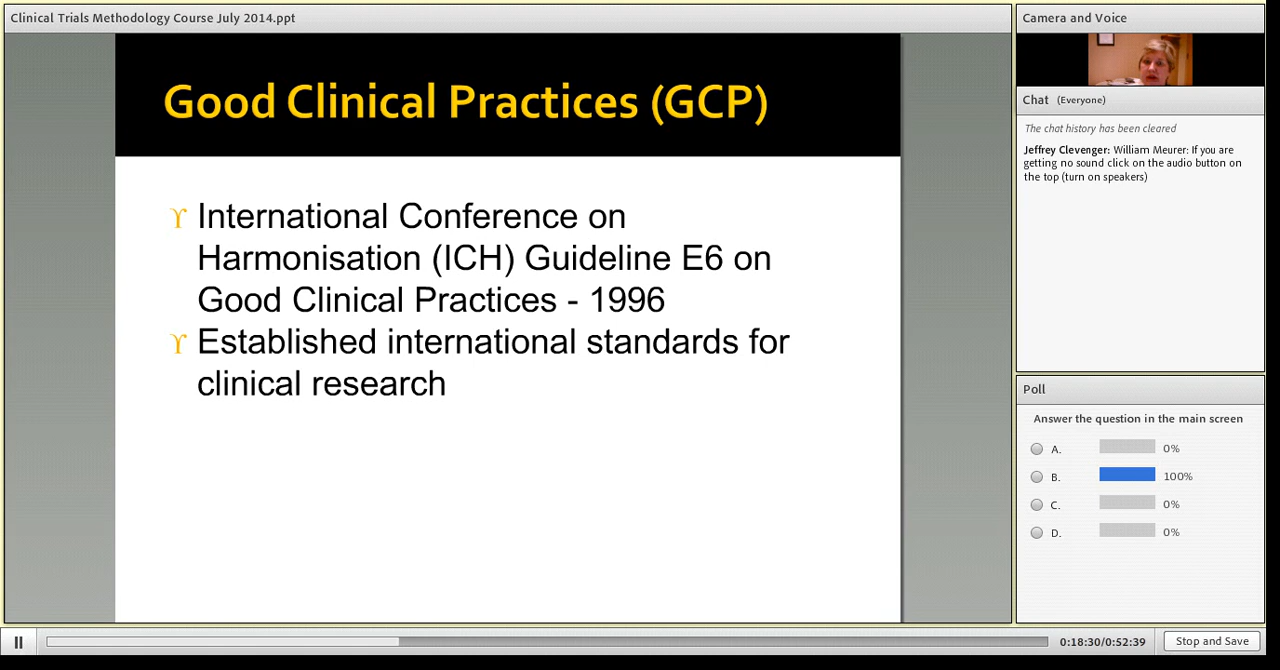 Clinical Trials Methodology Course July 2014.ppt
Good Clinical Practices (GCP)
International Conference on
Harmonisation (ICH) Guideline E6 on
Good Clinical Practices - 1996
Established international standards for
clinical research
Camera and Voice
Chat (Everyone)
The chat history has been cleared
Jeffrey Clevenger: William Meurer: If you are
getting no sound click on the audio button on
the top (turn on speakers)
Poll
Answer the question in the main screen
A. 0%
B. 100%
C. 0%
D. 0%
0:18:30/0:52:39
Stop and Save